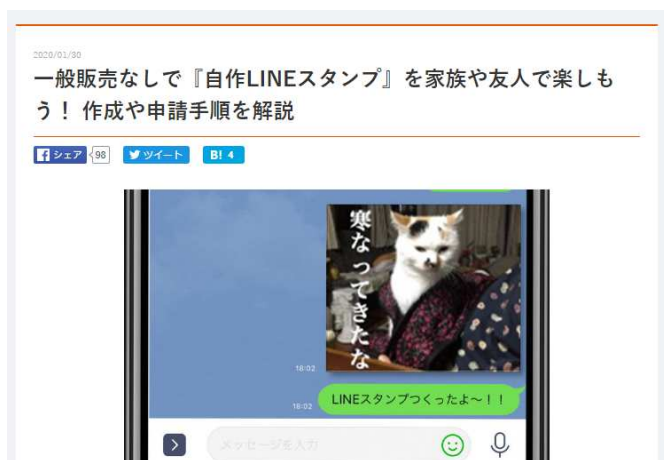 2020/01/30
一般販売なしで『自作LINEスタンプ』を家族や友人で楽しも
う！ 作成や申請手順を解説
シェア 98 ツイート B! 4
寒なってきたな
18:02
18:02 LINEスタンプつくったよ～！！
メッセージを入力